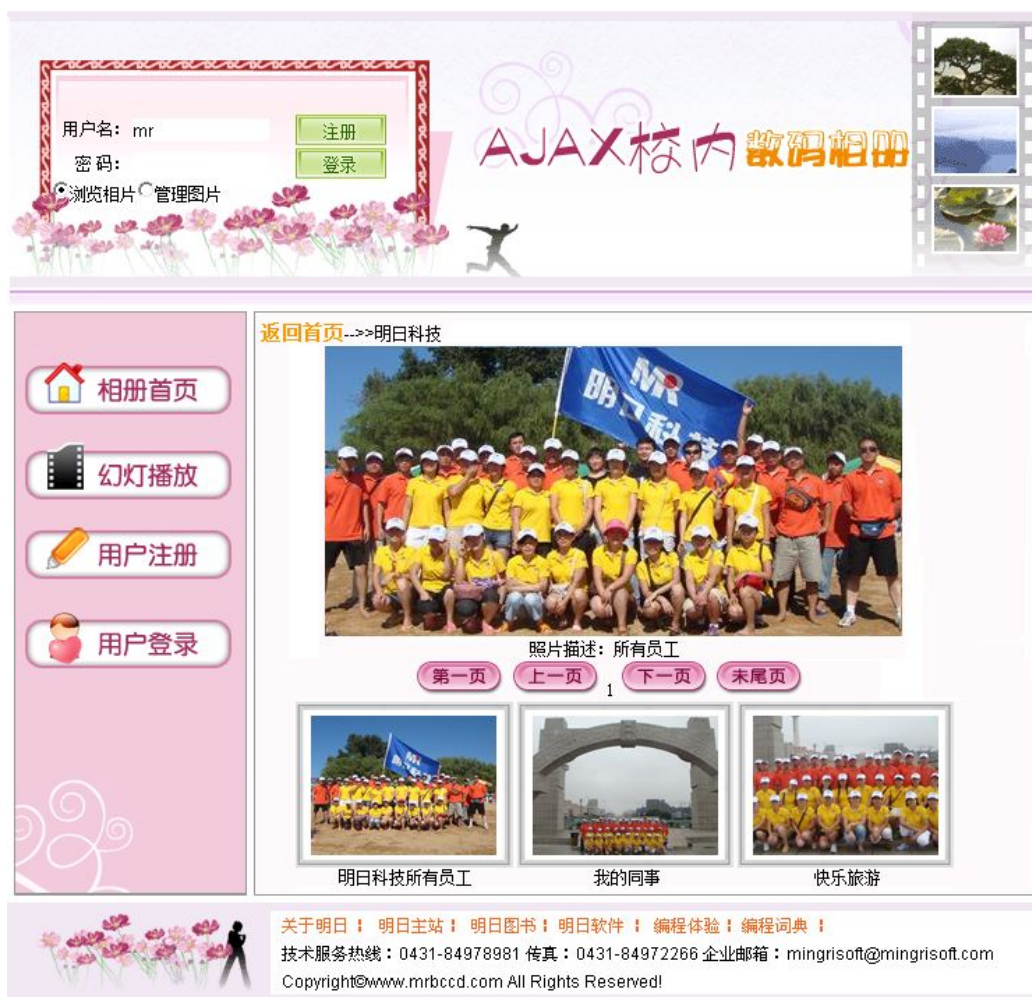 AJAX校内数码相册
用户名：mr
注册
密 码：
登录
浏览相片 管理图片
相册首页
幻灯播放
用户注册
用户登录
返回首页-->>明日科技
MR
明日科技
照片描述：所有员工
第一页 上一页 1 下一页 末尾页
明日科技所有员工 我的同事 快乐旅游
关于明日 ¦ 明日主站 ¦ 明日图书 ¦ 明日软件 ¦ 编程体验 ¦ 编程词典 ¦
技术服务热线：0431-84978981 传真：0431-84972266 企业邮箱：mingrisoft@mingrisoft.com
Copyright©www.mrbccd.com All Rights Reserved!